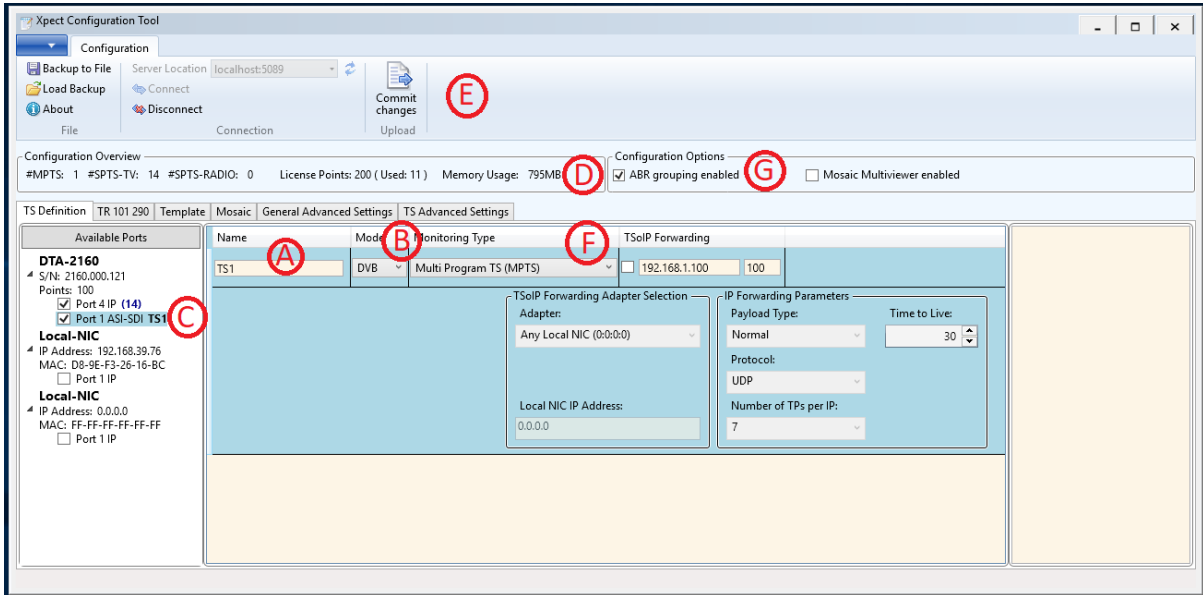 Xpect Configuration Tool
Configuration
Backup to File
Load Backup
About
File
Server Location localhost:5089
Connect
Disconnect
Connection
Commit
changes
Upload
E
Configuration Overview
#MPTS: 1 #SPTS-TV: 14 #SPTS-RADIO: 0 License Points: 200 ( Used: 11 ) Memory Usage: 795MB
D
Configuration Options
ABR grouping enabled
G
Mosaic Multiviewer enabled
TS Definition TR 101 290 Template Mosaic General Advanced Settings TS Advanced Settings
Available Ports
DTA-2160
S/N: 2160.000.121
Points: 100
Port 4 IP (14)
Port 1 ASI-SDI TS1
C
Local-NIC
IP Address: 192.168.39.76
MAC: D8-9E-F3-26-16-BC
Port 1 IP
Local-NIC
IP Address: 0.0.0.0
MAC: FF-FF-FF-FF-FF-FF
Port 1 IP
Name Mode Monitoring Type TSoIP Forwarding
A B F
TS1 DVB Multi Program TS (MPTS) 192.168.1.100 100
TSoIP Forwarding Adapter Selection
Adapter:
Any Local NIC (0:0:0:0)
Local NIC IP Address:
0.0.0.0
IP Forwarding Parameters
Payload Type: Time to Live:
Normal 30
Protocol:
UDP
Number of TPs per IP:
7